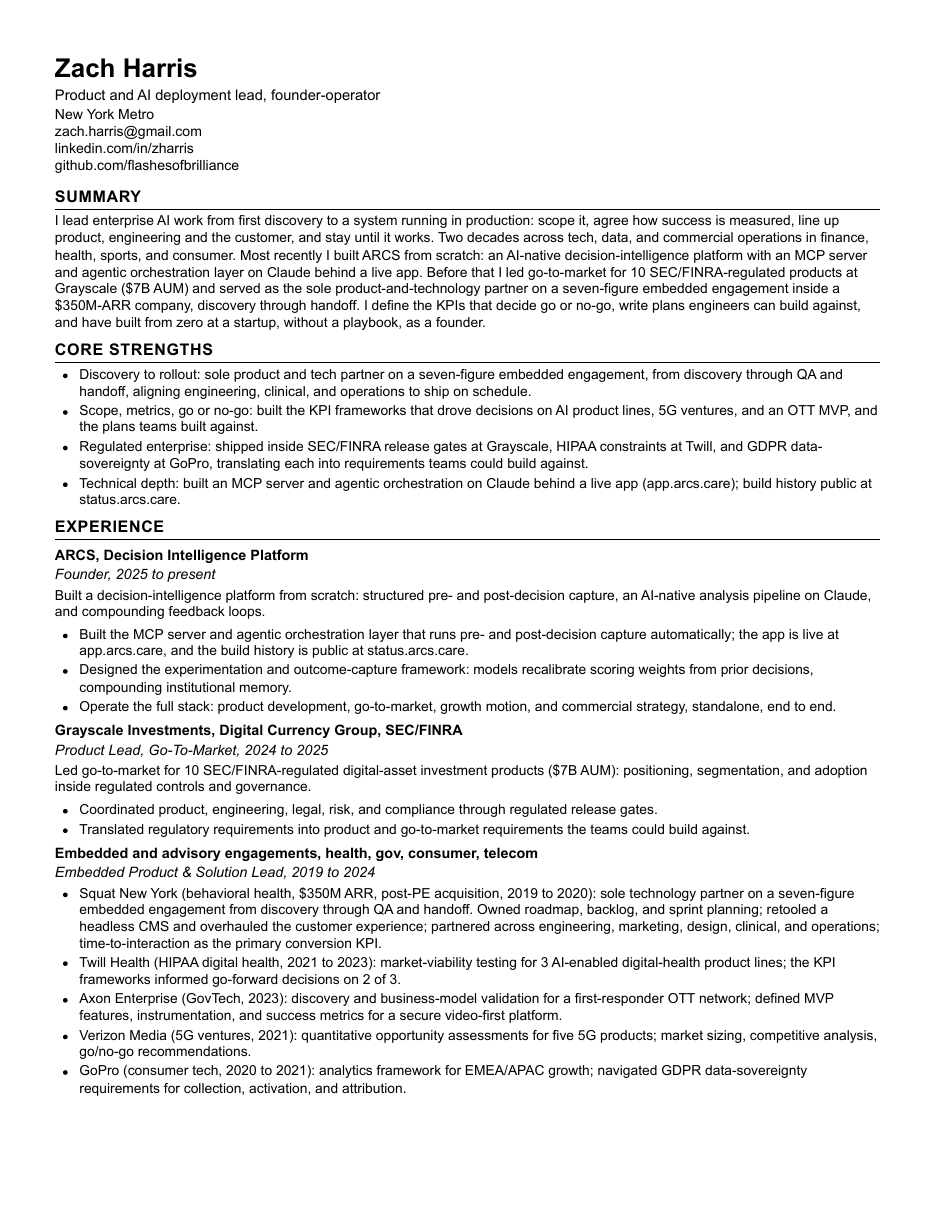 Zach Harris
Product and AI deployment lead, founder-operator
New York Metro
zach.harris@gmail.com
linkedin.com/in/zharris
github.com/flashesofbrilliance
SUMMARY
I lead enterprise AI work from first discovery to a system running in production: scope it, agree how success is measured, line up
product, engineering and the customer, and stay until it works. Two decades across tech, data, and commercial operations in finance,
health, sports, and consumer. Most recently I built ARCS from scratch: an AI-native decision-intelligence platform with an MCP server
and agentic orchestration layer on Claude behind a live app. Before that I led go-to-market for 10 SEC/FINRA-regulated products at
Grayscale ($7B AUM) and served as the sole product-and-technology partner on a seven-figure embedded engagement inside a
$350M-ARR company, discovery through handoff. I define the KPIs that decide go or no-go, write plans engineers can build against,
and have built from zero at a startup, without a playbook, as a founder.
CORE STRENGTHS
• Discovery to rollout: sole product and tech partner on a seven-figure embedded engagement, from discovery through QA and
handoff, aligning engineering, clinical, and operations to ship on schedule.
• Scope, metrics, go or no-go: built the KPI frameworks that drove decisions on AI product lines, 5G ventures, and an OTT MVP, and
the plans teams built against.
• Regulated enterprise: shipped inside SEC/FINRA release gates at Grayscale, HIPAA constraints at Twill, and GDPR data-
sovereignty at GoPro, translating each into requirements teams could build against.
• Technical depth: built an MCP server and agentic orchestration on Claude behind a live app (app.arcs.care); build history public at
status.arcs.care.
EXPERIENCE
ARCS, Decision Intelligence Platform
Founder, 2025 to present
Built a decision-intelligence platform from scratch: structured pre- and post-decision capture, an AI-native analysis pipeline on Claude,
and compounding feedback loops.
• Built the MCP server and agentic orchestration layer that runs pre- and post-decision capture automatically; the app is live at
app.arcs.care, and the build history is public at status.arcs.care.
• Designed the experimentation and outcome-capture framework: models recalibrate scoring weights from prior decisions,
compounding institutional memory.
• Operate the full stack: product development, go-to-market, growth motion, and commercial strategy, standalone, end to end.
Grayscale Investments, Digital Currency Group, SEC/FINRA
Product Lead, Go-To-Market, 2024 to 2025
Led go-to-market for 10 SEC/FINRA-regulated digital-asset investment products ($7B AUM): positioning, segmentation, and adoption
inside regulated controls and governance.
• Coordinated product, engineering, legal, risk, and compliance through regulated release gates.
• Translated regulatory requirements into product and go-to-market requirements the teams could build against.
Embedded and advisory engagements, health, gov, consumer, telecom
Embedded Product & Solution Lead, 2019 to 2024
• Squat New York (behavioral health, $350M ARR, post-PE acquisition, 2019 to 2020): sole technology partner on a seven-figure
embedded engagement from discovery through QA and handoff. Owned roadmap, backlog, and sprint planning; retooled a
headless CMS and overhauled the customer experience; partnered across engineering, marketing, design, clinical, and operations;
time-to-interaction as the primary conversion KPI.
• Twill Health (HIPAA digital health, 2021 to 2023): market-viability testing for 3 AI-enabled digital-health product lines; the KPI
frameworks informed go-forward decisions on 2 of 3.
• Axon Enterprise (GovTech, 2023): discovery and business-model validation for a first-responder OTT network; defined MVP
features, instrumentation, and success metrics for a secure video-first platform.
• Verizon Media (5G ventures, 2021): quantitative opportunity assessments for five 5G products; market sizing, competitive analysis,
go/no-go recommendations.
• GoPro (consumer tech, 2020 to 2021): analytics framework for EMEA/APAC growth; navigated GDPR data-sovereignty
requirements for collection, activation, and attribution.